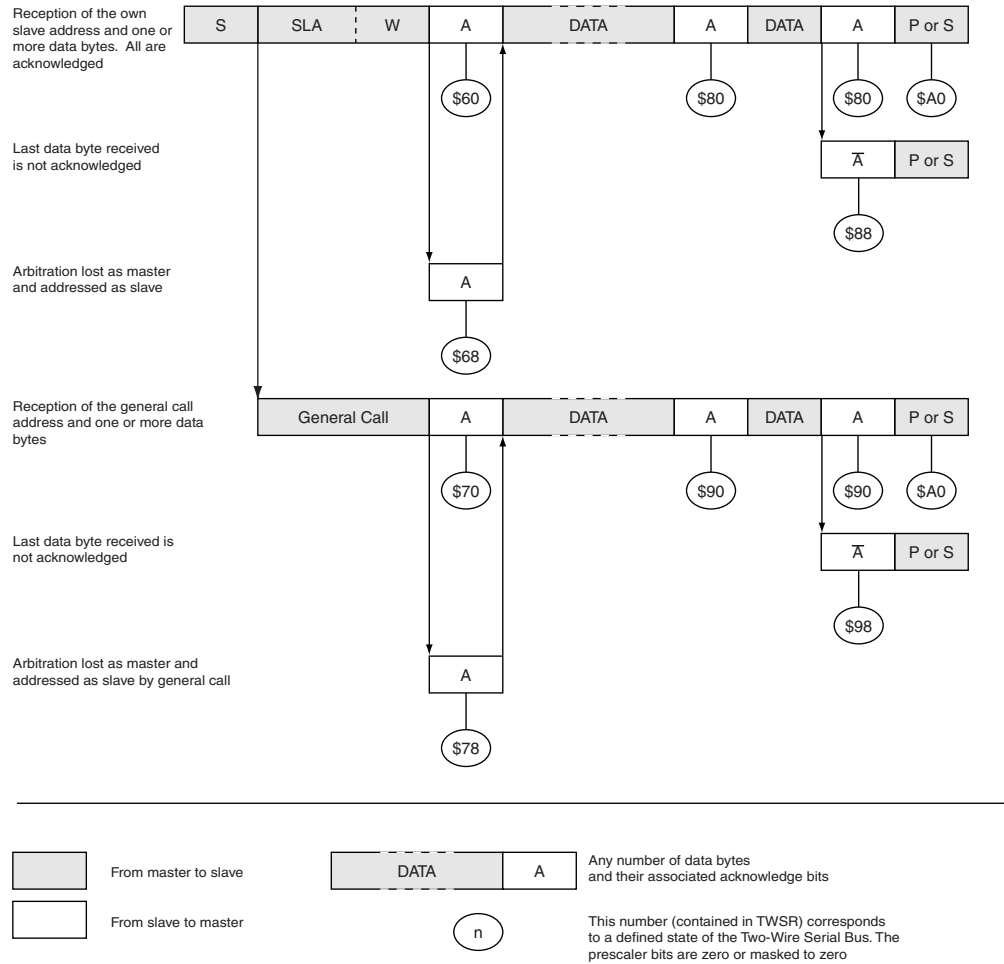 Reception of the own
slave address and one or
more data bytes.  All are
acknowledged
S SLA W A DATA A DATA A P or S
$60 $80 $80 $A0
Last data byte received
is not acknowledged
A̅ P or S
$88
Arbitration lost as master
and addressed as slave
A
$68
Reception of the general call
address and one or more data
bytes
General Call A DATA A DATA A P or S
$70 $90 $90 $A0
Last data byte received is
not acknowledged
A̅ P or S
$98
Arbitration lost as master and
addressed as slave by general call
A
$78
From master to slave
DATA A
Any number of data bytes
and their associated acknowledge bits
From slave to master
n
This number (contained in TWSR) corresponds
to a defined state of the Two-Wire Serial Bus. The
prescaler bits are zero or masked to zero